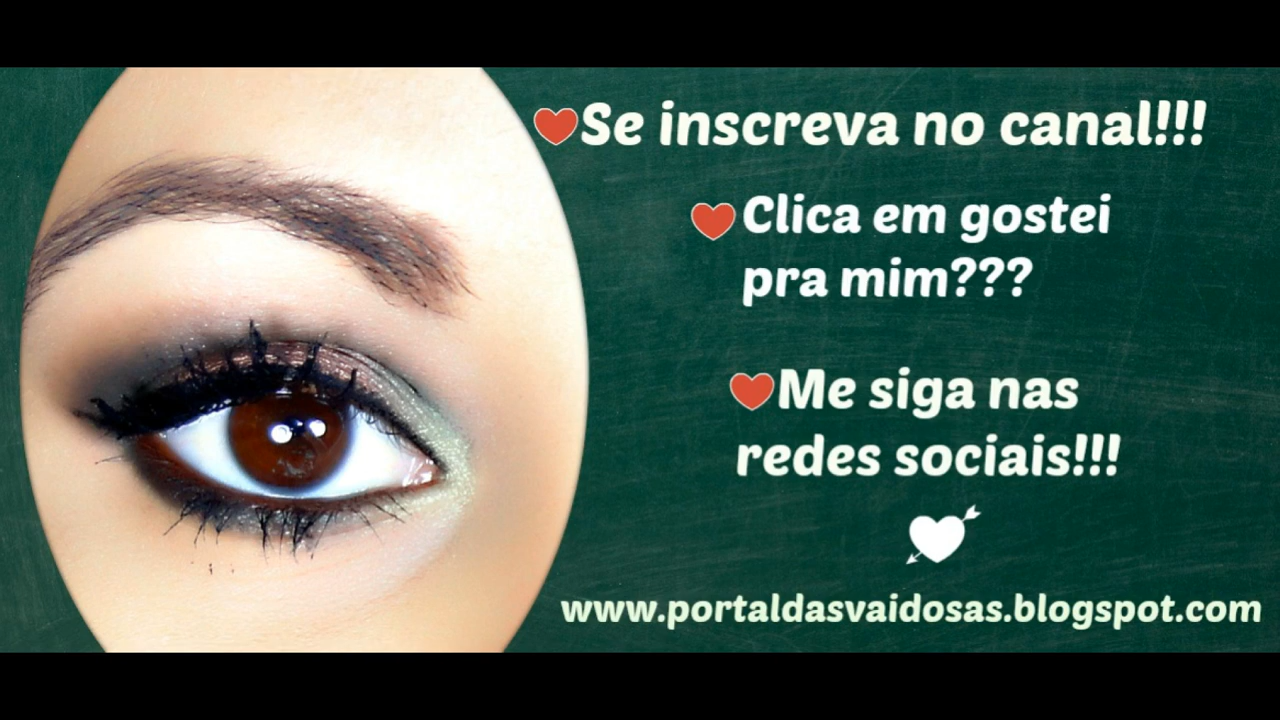 Se inscreva no canal!!!
Clica em gostei
pra mim???
Me siga nas
redes sociais!!!
www.portaldasvaidosas.blogspot.com